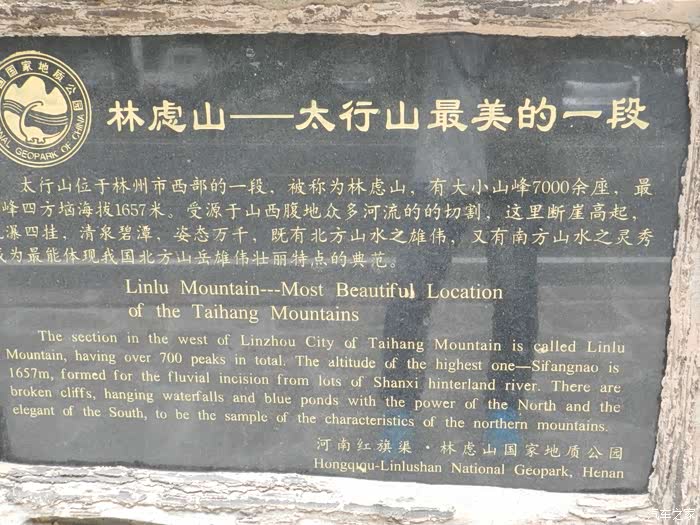 国国家地质公园
NAL GEOPARK OF CHINA
林虑山——太行山最美的一段
太行山位于林州市西部的一段，被称为林虑山，有大小山峰7000余座，最
峰四方垴海拔1657米。受源于山西腹地众多河流的的切割，这里断崖高起，
瀑四挂，清泉碧潭，姿态万千，既有北方山水之雄伟，又有南方山水之灵秀
成为最能体现我国北方山岳雄伟壮丽特点的典范。
Linlu Mountain---Most Beautiful Location
of the Taihang Mountains
The section in the west of Linzhou City of Taihang Mountain is called Linlu
Mountain, having over 700 peaks in total. The altitude of the highest one—Sifangnao is
1657m, formed for the fluvial incision from lots of Shanxi hinterland river. There are
broken cliffs, hanging waterfalls and blue ponds with the power of the North and the
elegant of the South, to be the sample of the characteristics of the northern mountains.
河南红旗渠·林虑山国家地质公园
Hongqiqu-Linlushan National Geopark, Henan
汽车之家